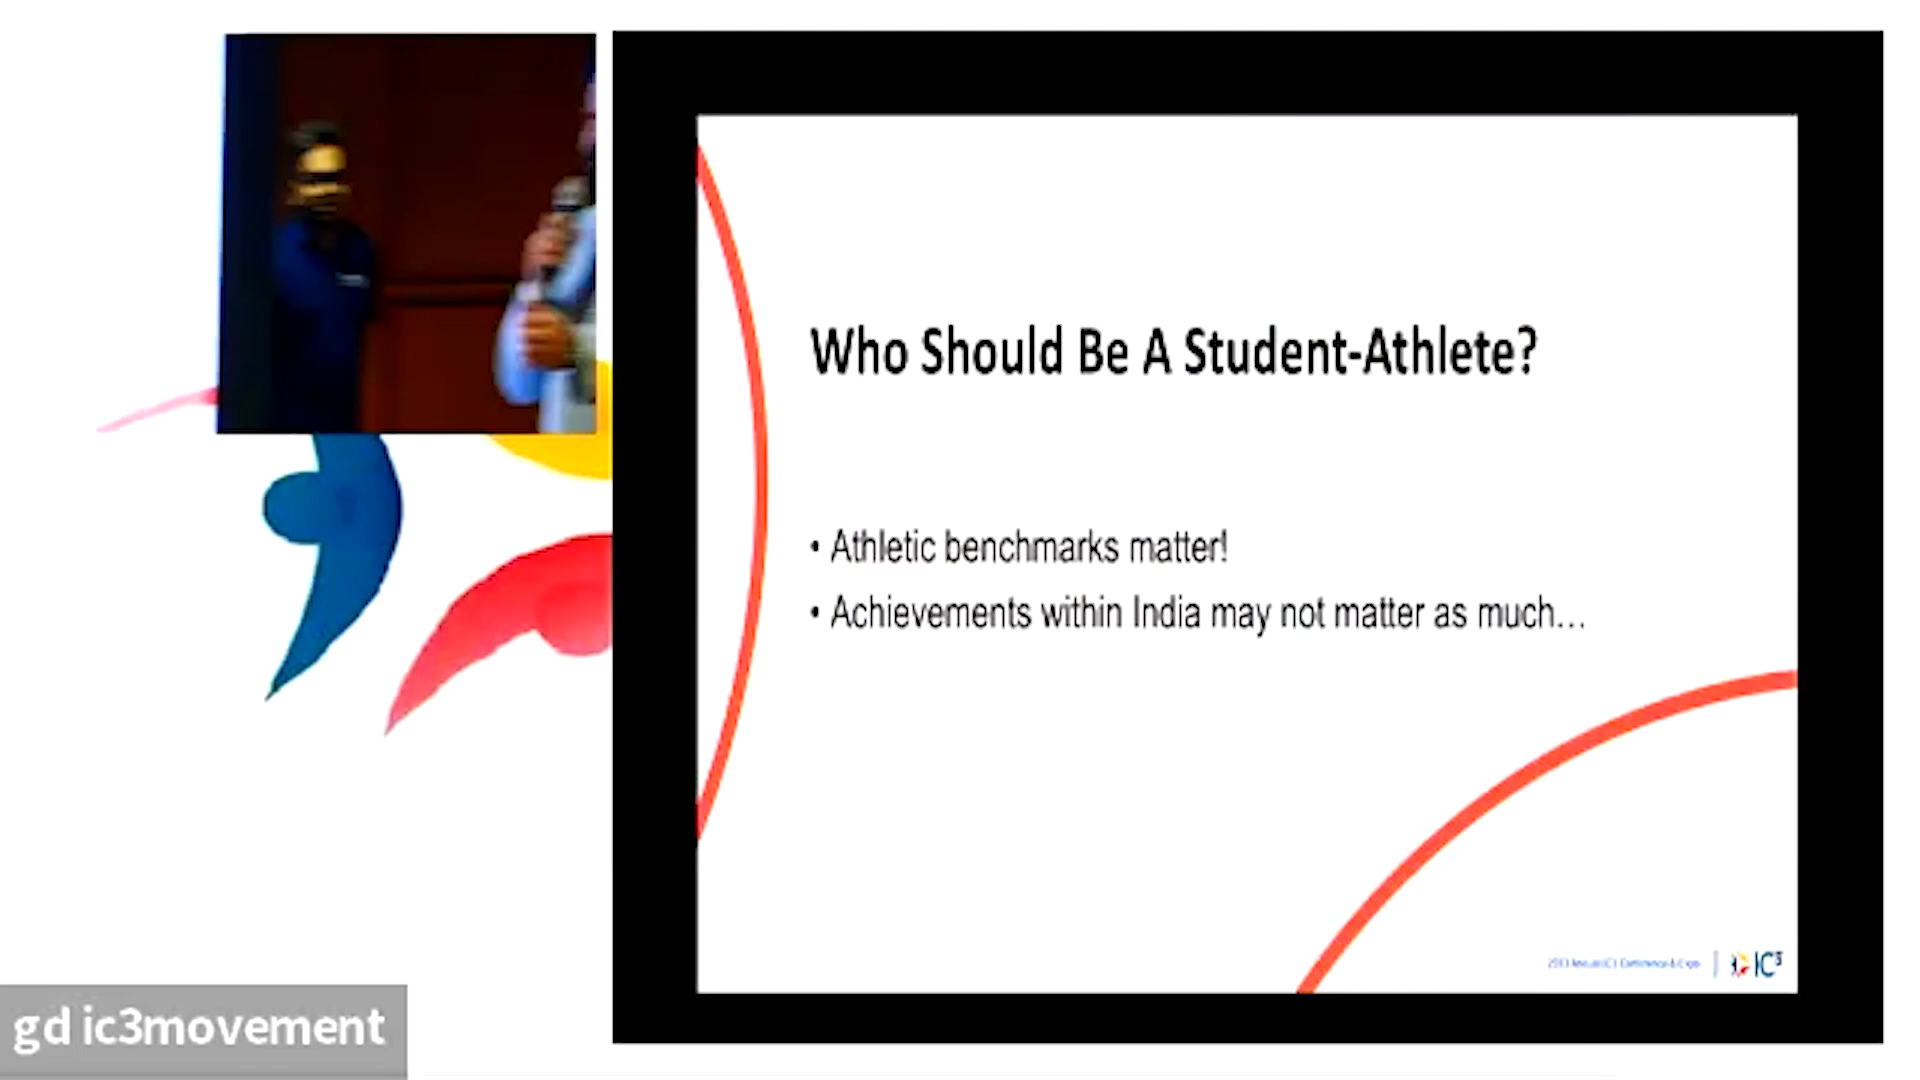 Who Should Be A Student-Athlete?
• Athletic benchmarks matter!
• Achievements within India may not matter as much...
IC³
gd ic3movement